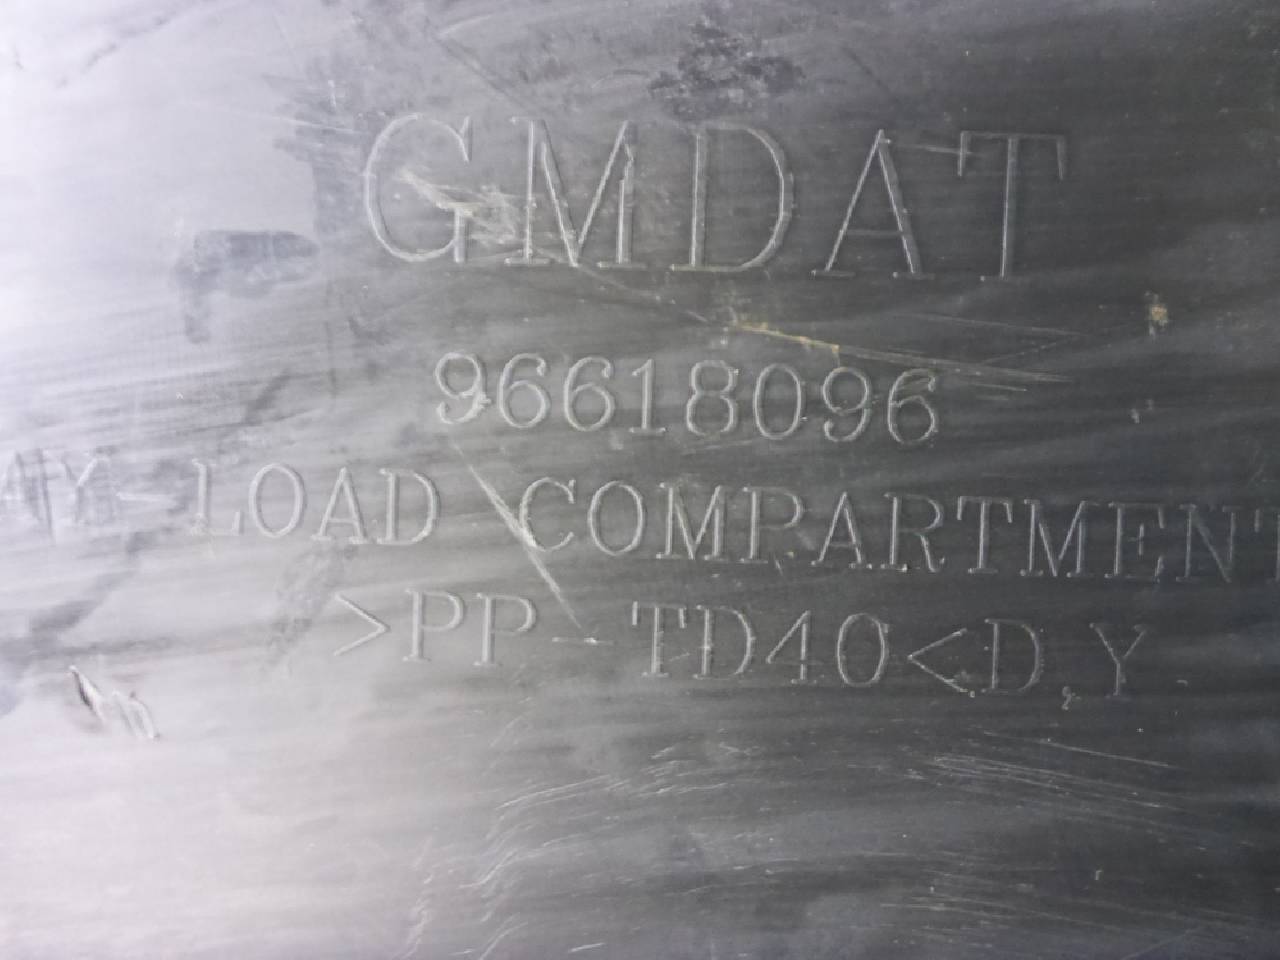 GMDAT
96618096
LOAD COMPARTMENT
>PP-TD40<D.Y